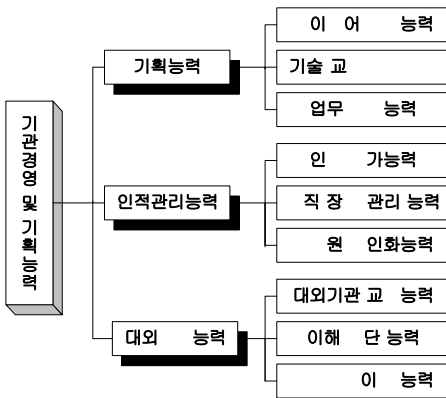 기관경영 및 기획능력
기획능력
이 어 능력
기술 교
업무 능력
인적관리능력
인 가능력
직 장 관리 능력
원 인화능력
대외 능력
대외기관 교 능력
이해 단 능력
이 능력